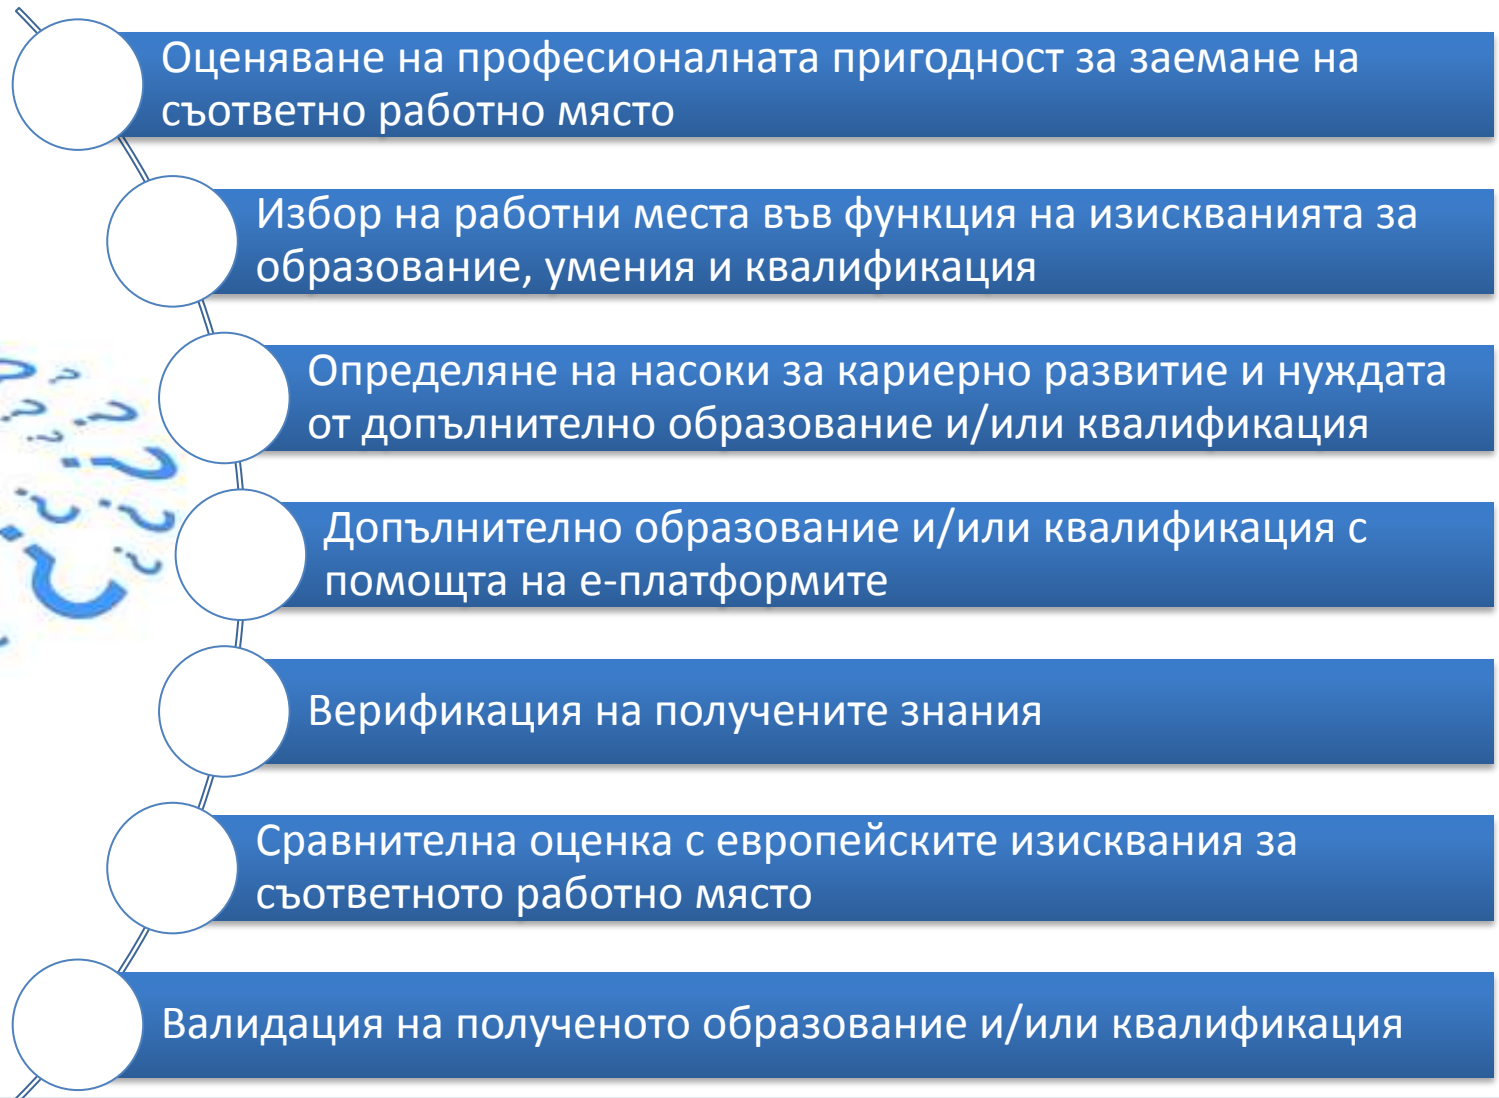 Оценяване на професионалната пригодност за заемане на
съответно работно място
Избор на работни места във функция на изискванията за
образование, умения и квалификация
Определяне на насоки за кариерно развитие и нуждата
от допълнително образование и/или квалификация
Допълнително образование и/или квалификация с
помощта на е-платформите
Верификация на получените знания
Сравнителна оценка с европейските изисквания за
съответното работно място
Валидация на полученото образование и/или квалификация